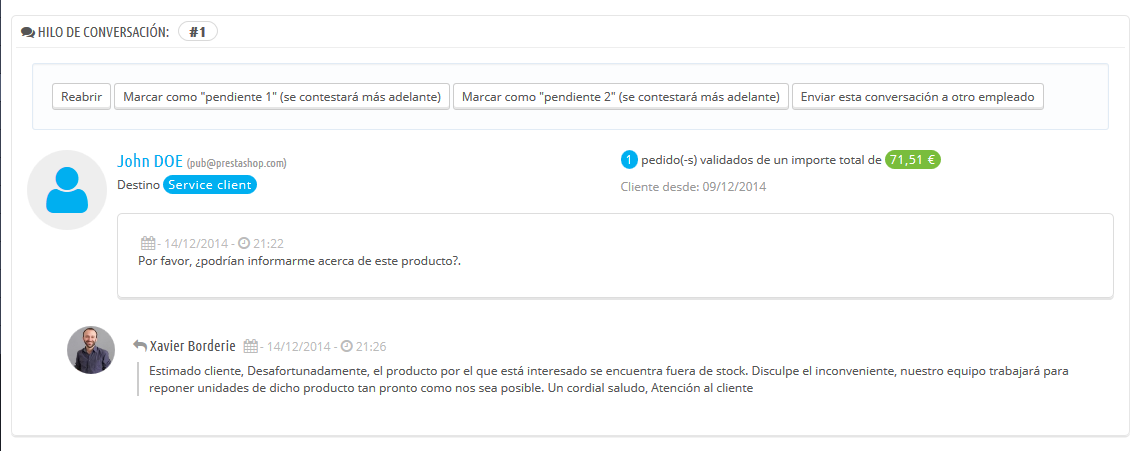 HILO DE CONVERSACIÓN: #1
Reabrir Marcar como "pendiente 1" (se contestará más adelante) Marcar como "pendiente 2" (se contestará más adelante) Enviar esta conversación a otro empleado
John DOE (pub@prestashop.com)
Destino Service client
1 pedido(-s) validados de un importe total de 71,51 €
Cliente desde: 09/12/2014
- 14/12/2014 - 21:22
Por favor, ¿podrían informarme acerca de este producto?.
Xavier Borderie - 14/12/2014 - 21:26
Estimado cliente, Desafortunadamente, el producto por el que está interesado se encuentra fuera de stock. Disculpe el inconveniente, nuestro equipo trabajará para
reponer unidades de dicho producto tan pronto como nos sea posible. Un cordial saludo, Atención al cliente